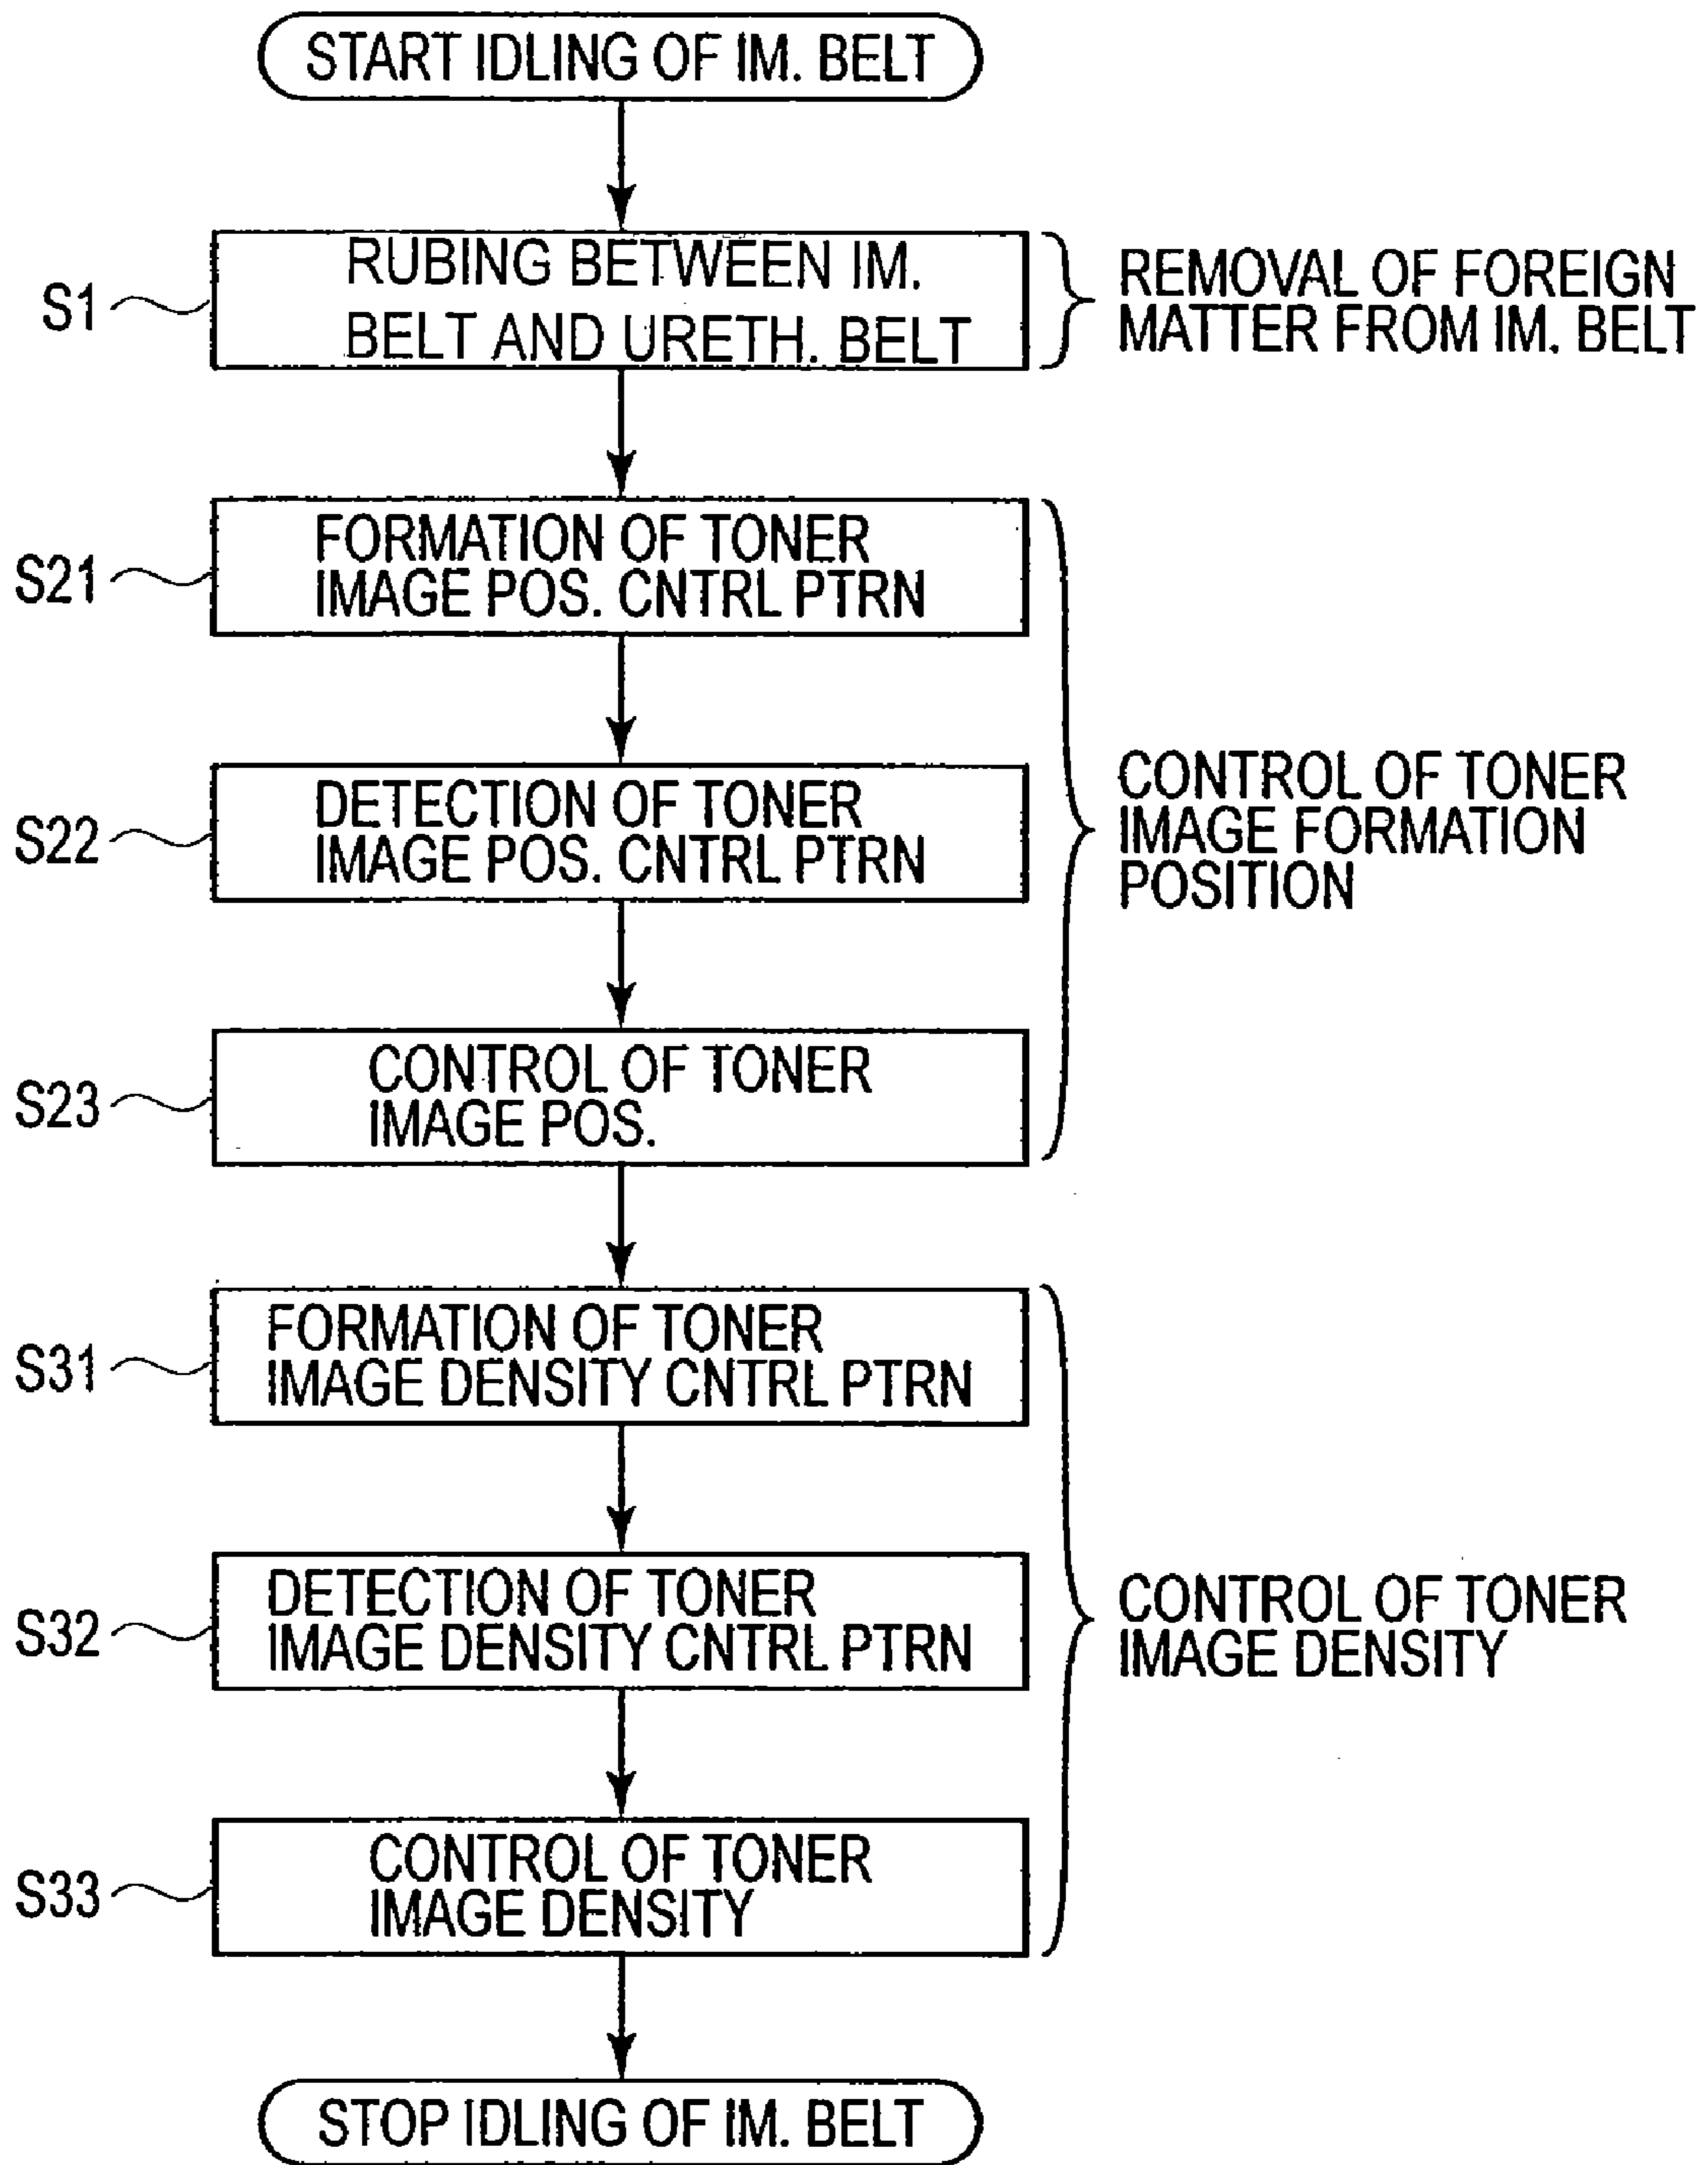 START IDLING OF IM. BELT
S1
RUBING BETWEEN IM.
BELT AND URETH. BELT
REMOVAL OF FOREIGN
MATTER FROM IM. BELT
S21
FORMATION OF TONER
IMAGE POS. CNTRL PTRN
S22
DETECTION OF TONER
IMAGE POS. CNTRL PTRN
CONTROL OF TONER
IMAGE FORMATION
POSITION
S23
CONTROL OF TONER
IMAGE POS.
S31
FORMATION OF TONER
IMAGE DENSITY CNTRL PTRN
S32
DETECTION OF TONER
IMAGE DENSITY CNTRL PTRN
CONTROL OF TONER
IMAGE DENSITY
S33
CONTROL OF TONER
IMAGE DENSITY
STOP IDLING OF IM. BELT